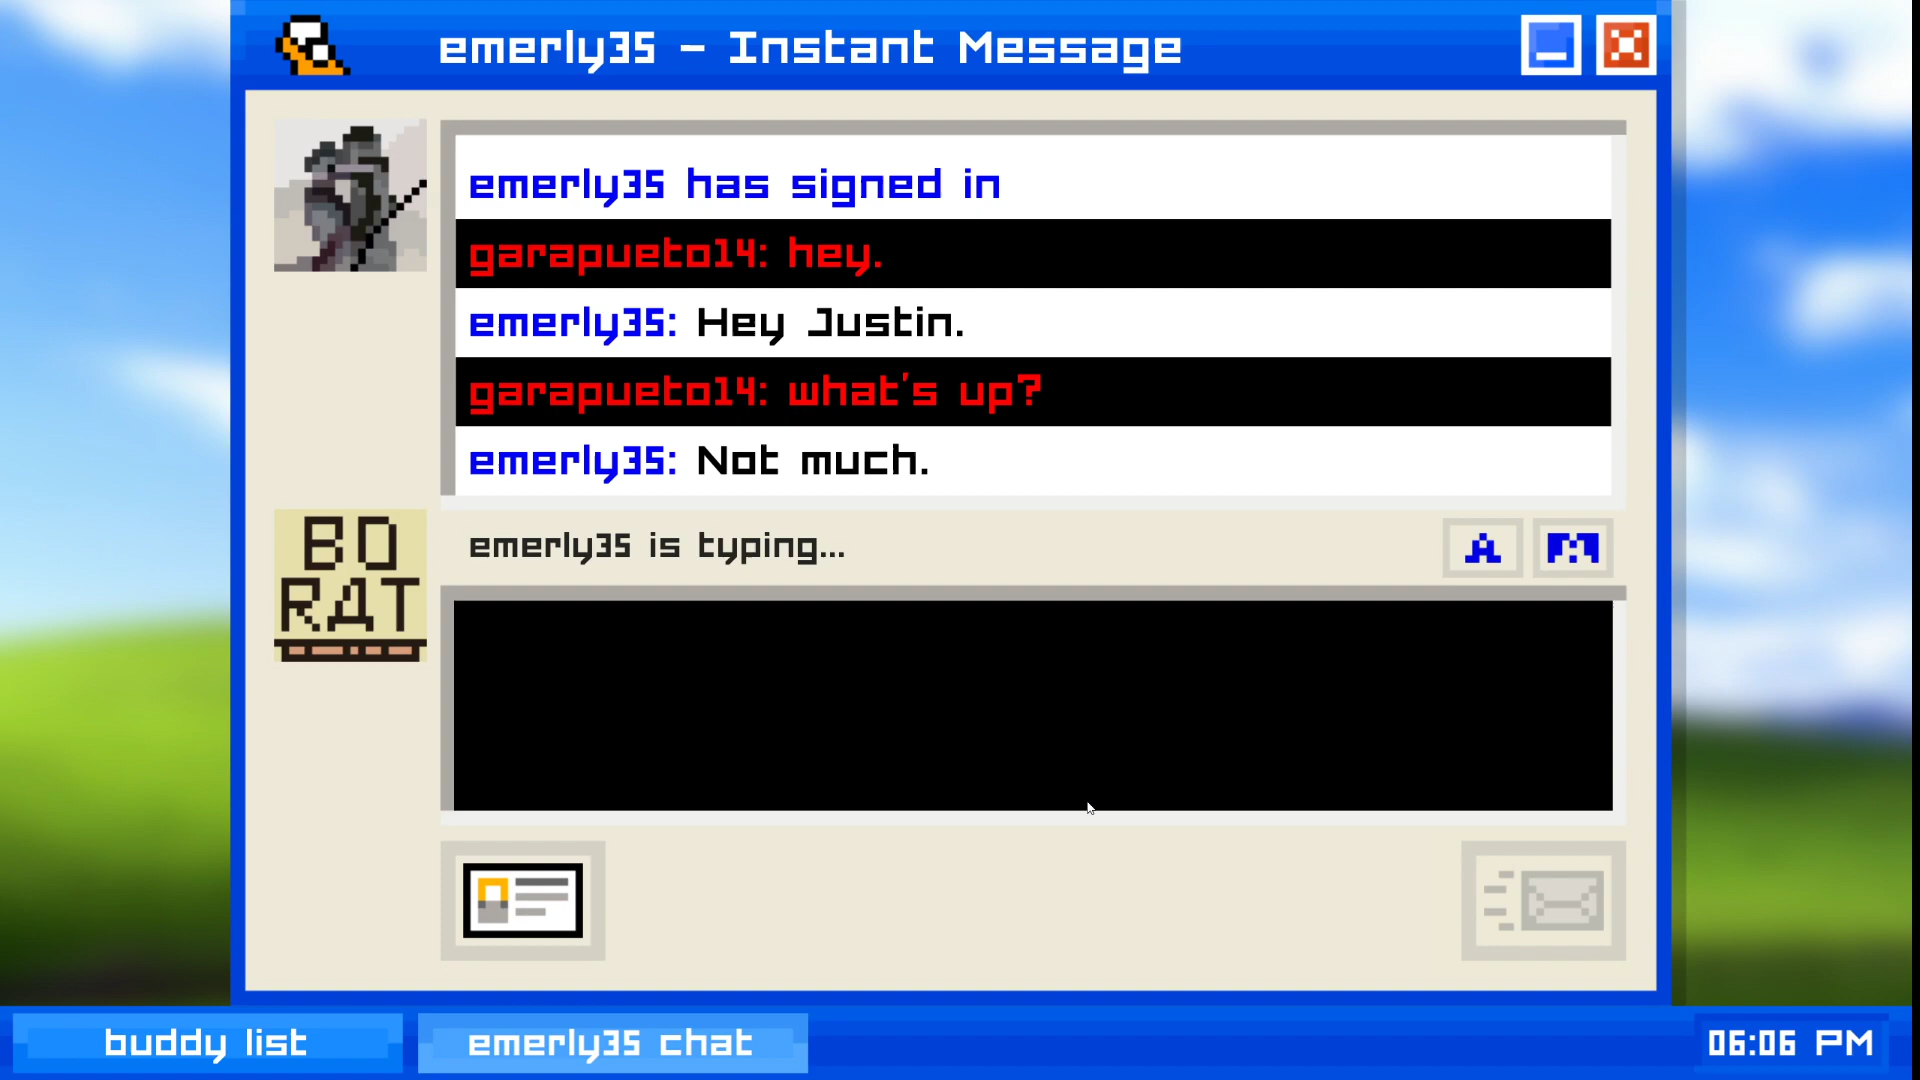 emerly35 - Instant Message
emerly35 has signed in
garapueto14: hey.
emerly35: Hey Justin.
garapueto14: what's up?
emerly35: Not much.
BO
RAT
emerly35 is typing...
A
M
buddy list
emerly35 chat
06:06 PM